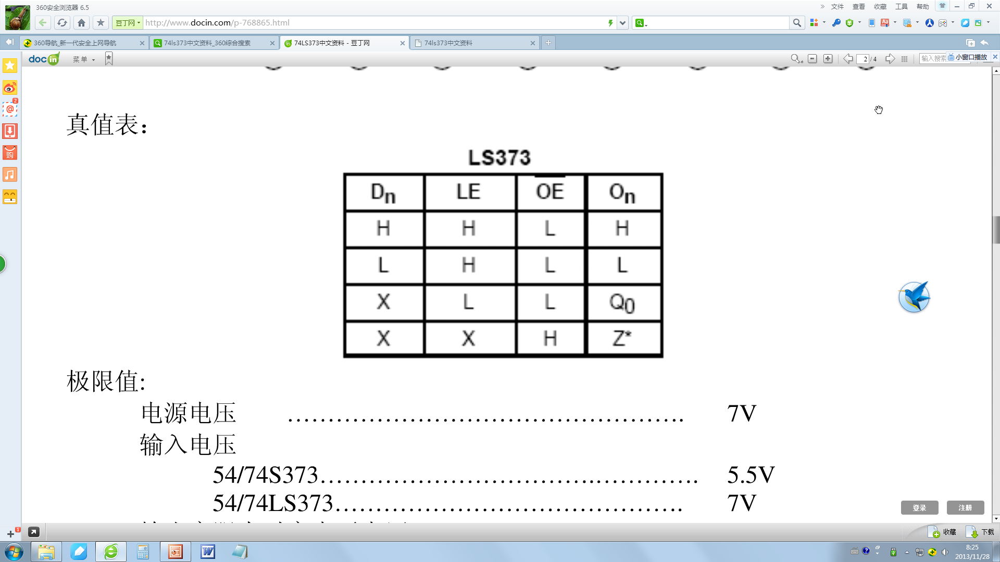 360安全浏览器 6.5
文件 查看 收藏 工具 帮助
豆丁网 http://www.docin.com/p-768865.html
360导航_新一代安全上网导航
74ls373中文资料_360综合搜索
74LS373中文资料 - 豆丁网
74ls373中文资料
docin 菜单
2 / 4
输入搜索
小窗口播放
真值表：
LS373
Dn LE OE On
H H L H
L H L L
X L L Q0
X X H Z*
极限值:
电源电压 ……………………………………………………. 7V
输入电压
54/74S373……………………………………….…………. 5.5V
54/74LS373……………………………………………. 7V
登录 注册
收藏 下载
8:25
2013/11/28